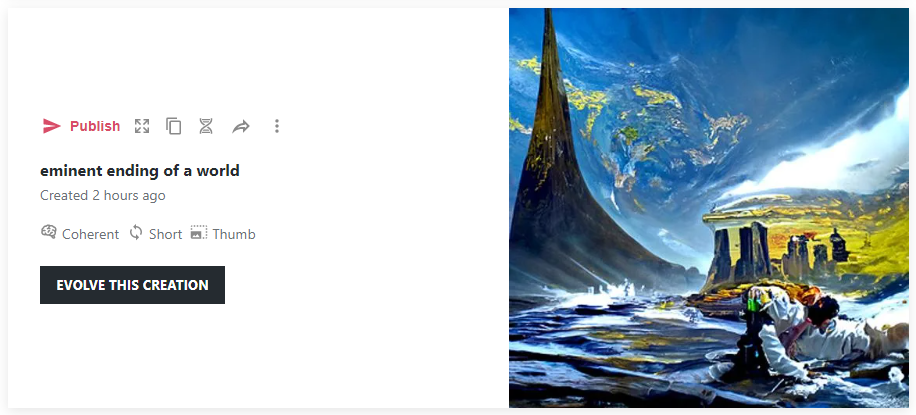 Publish
eminent ending of a world
Created 2 hours ago
Coherent Short Thumb
EVOLVE THIS CREATION